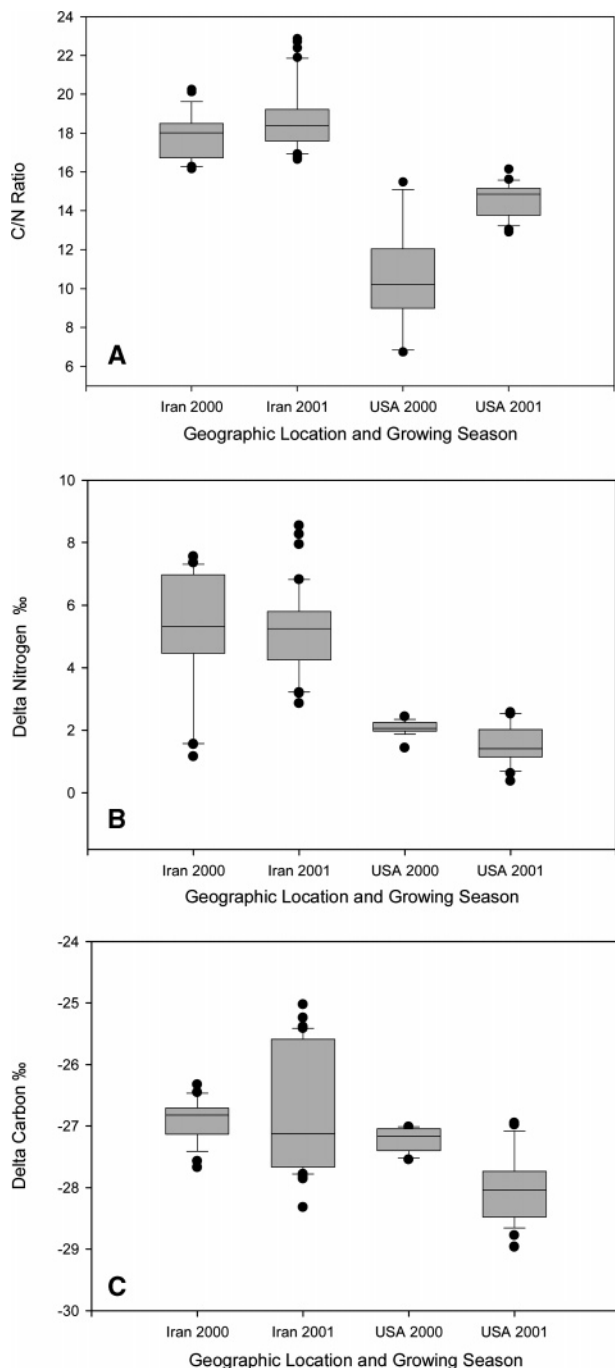 24
22
20
18
16
14
12
10
8
6
C/N Ratio
A
Iran 2000 Iran 2001 USA 2000 USA 2001
Geographic Location and Growing Season
10
8
6
4
2
0
Delta Nitrogen ‰
B
Iran 2000 Iran 2001 USA 2000 USA 2001
Geographic Location and Growing Season
-24
-25
-26
-27
-28
-29
-30
Delta Carbon ‰
C
Iran 2000 Iran 2001 USA 2000 USA 2001
Geographic Location and Growing Season